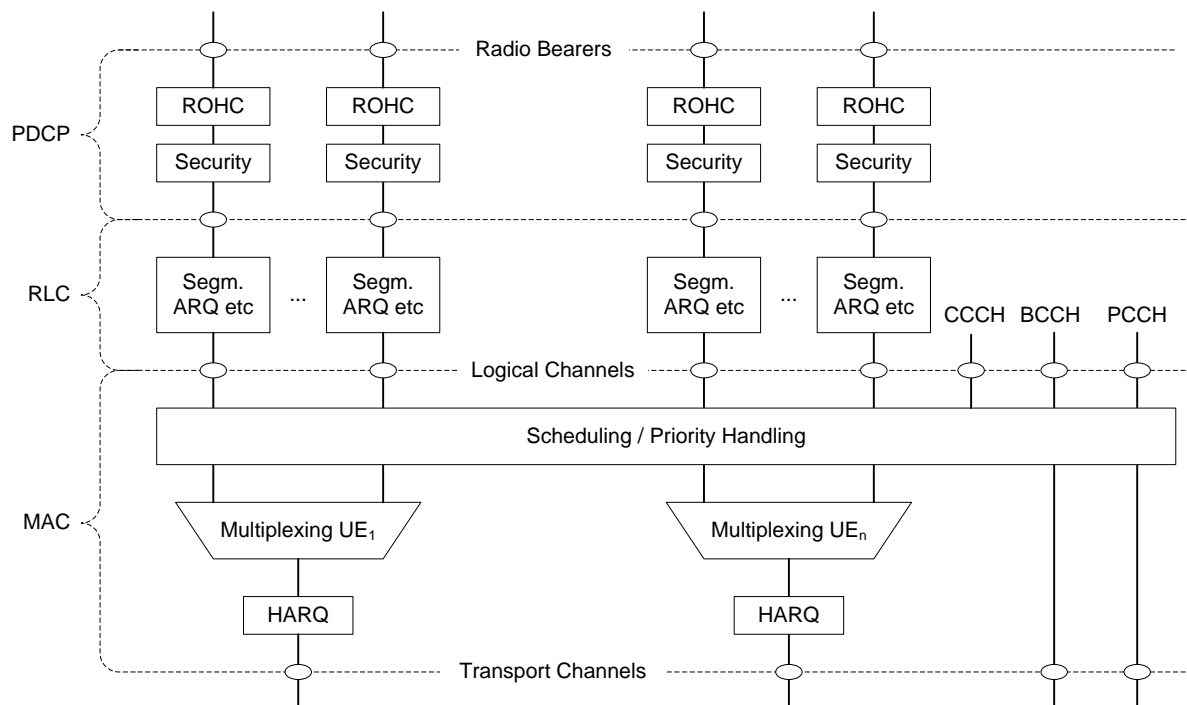 Radio Bearers
ROHC ROHC ROHC ROHC
PDCP
Security Security Security Security
Segm. ARQ etc ... Segm. ARQ etc Segm. ARQ etc ... Segm. ARQ etc
RLC
CCCH BCCH PCCH
Logical Channels
Scheduling / Priority Handling
MAC
Multiplexing UE₁ Multiplexing UEₙ
HARQ HARQ
Transport Channels